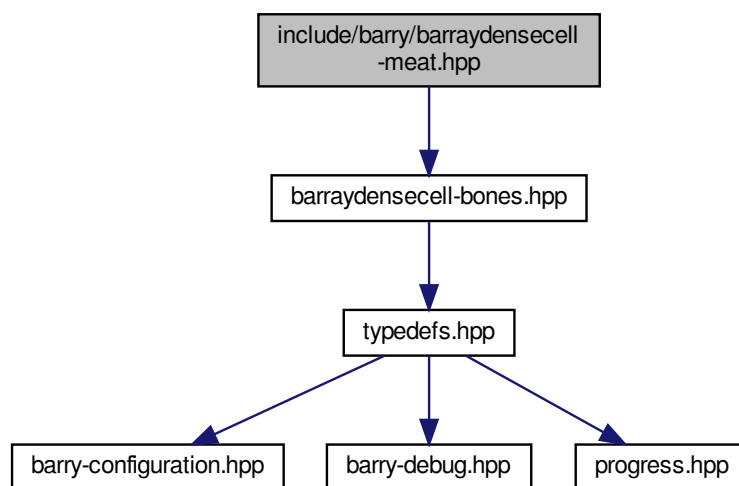 include/barry/barraydensecell
-meat.hpp
barraydensecell-bones.hpp
typedefs.hpp
barry-configuration.hpp
barry-debug.hpp
progress.hpp